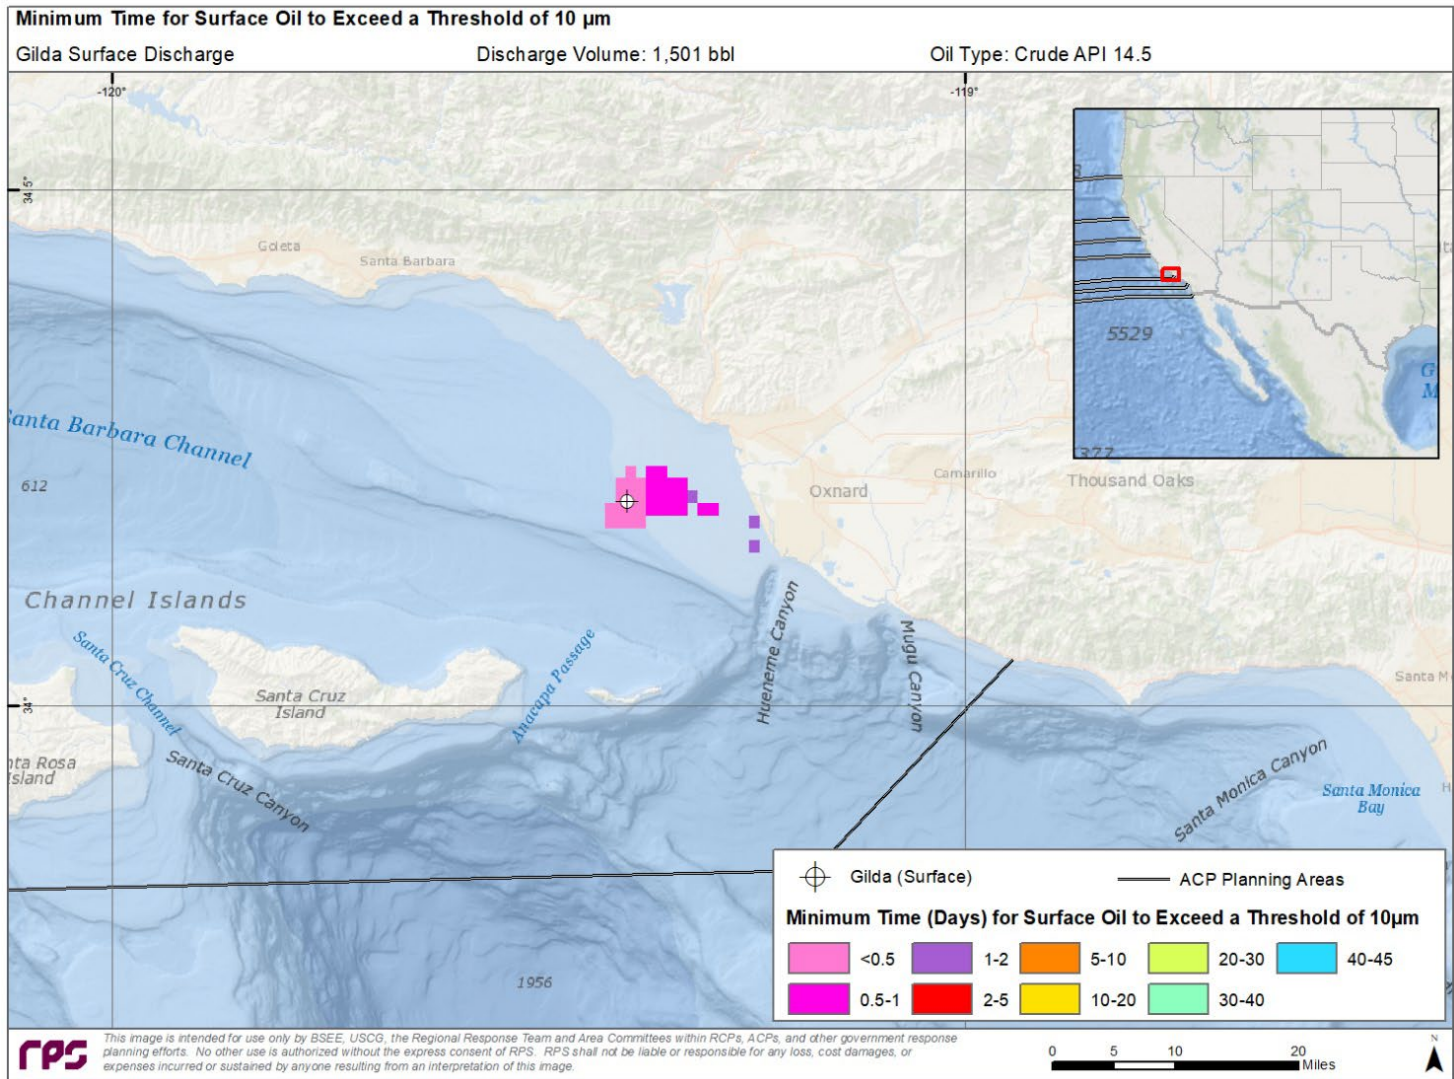 Minimum Time for Surface Oil to Exceed a Threshold of 10 µm
Gilda Surface Discharge
Discharge Volume: 1,501 bbl
Oil Type: Crude API 14.5
-120°
-119°
34.5°
Goleta
Santa Barbara
Santa Barbara Channel
612
Oxnard
Camarillo
Thousand Oaks
Channel Islands
Santa Cruz Channel
Santa Cruz
Island
Anacapa Passage
Hueneme Canyon
Mugu Canyon
Santa M
34°
nta Rosa
Island
Santa Cruz Canyon
Santa Monica Canyon
Santa Monica
Bay
H
1956
5529
G
M
377
Gilda (Surface)
ACP Planning Areas
Minimum Time (Days) for Surface Oil to Exceed a Threshold of 10µm
<0.5
1-2
5-10
20-30
40-45
0.5-1
2-5
10-20
30-40
rps
This image is intended for use only by BSEE, USCG, the Regional Response Team and Area Committees within RCPs, ACPs, and other government response
planning efforts. No other use is authorized without the express consent of RPS. RPS shall not be liable or responsible for any loss, cost damages, or
expenses incurred or sustained by anyone resulting from an interpretation of this image.
0 5 10 20
Miles
N